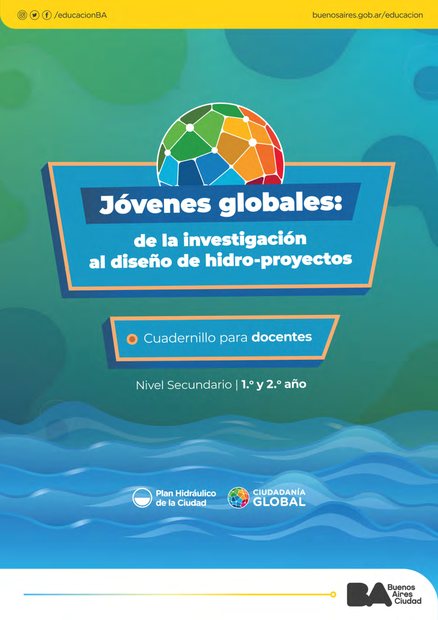 /educacionBA
buenosaires.gob.ar/educacion
Jóvenes globales:
de la investigación
al diseño de hidro-proyectos
Cuadernillo para docentes
Nivel Secundario | 1.º y 2.º año
Plan Hidráulico
de la Ciudad
CIUDADANÍA
GLOBAL
BA
Buenos
Aires
Ciudad